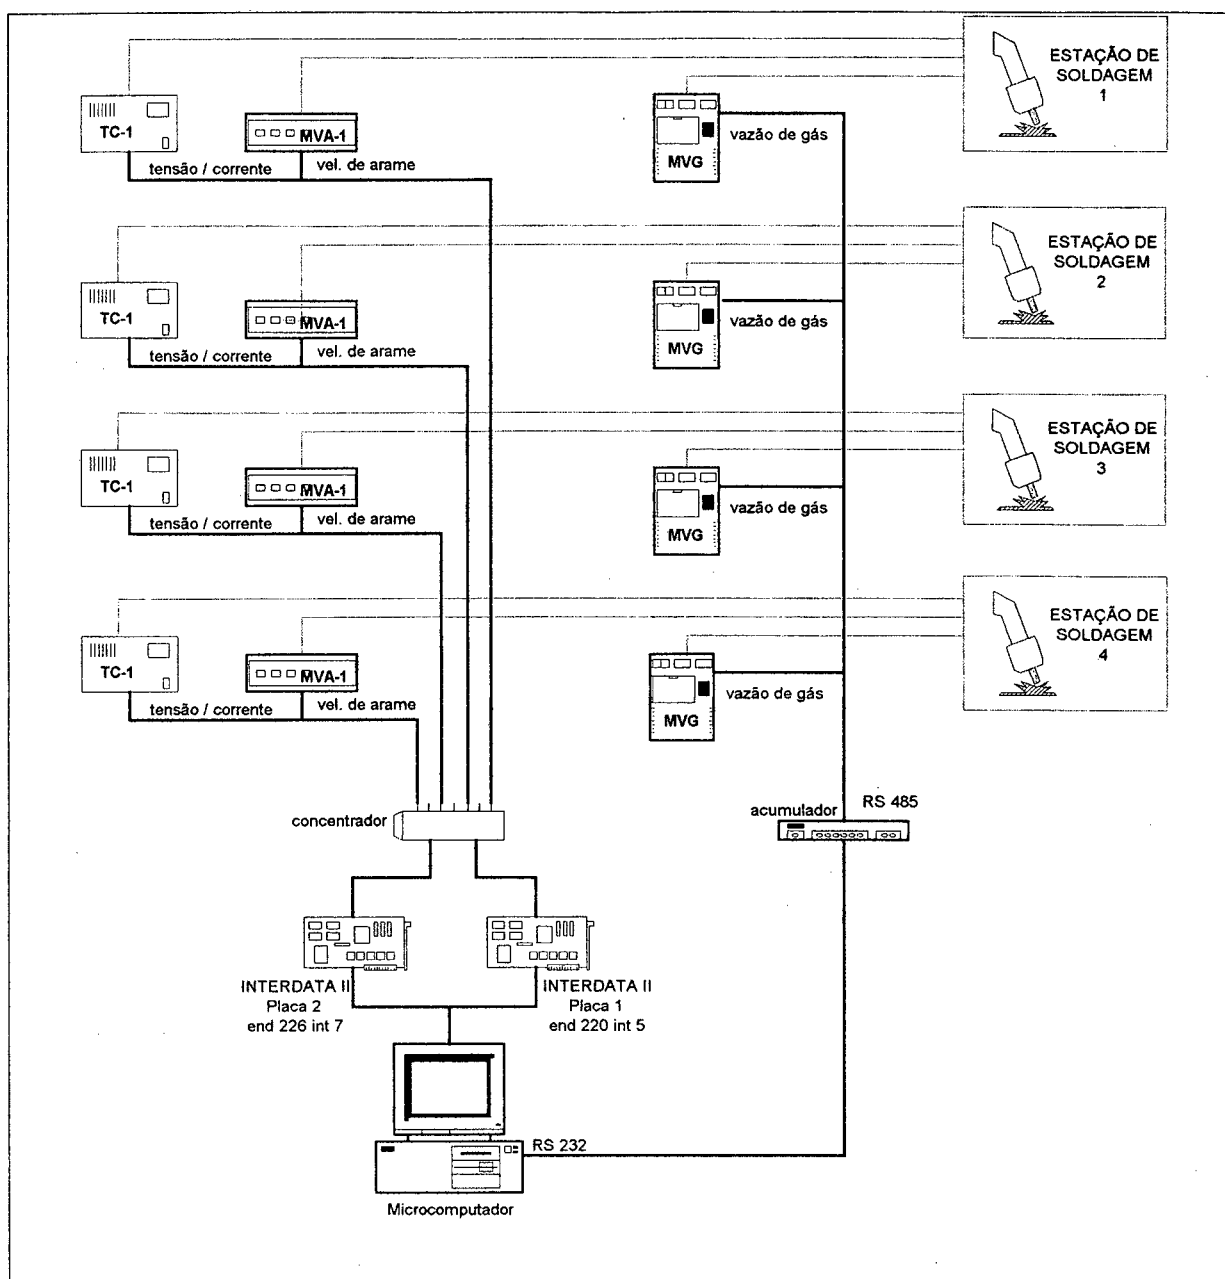 ESTAÇÃO DE
SOLDAGEM
1
TC-1
MVA-1
MVG
vazão de gás
tensão / corrente
vel. de arame
ESTAÇÃO DE
SOLDAGEM
2
TC-1
MVA-1
MVG
vazão de gás
tensão / corrente
vel. de arame
ESTAÇÃO DE
SOLDAGEM
3
TC-1
MVA-1
MVG
vazão de gás
tensão / corrente
vel. de arame
ESTAÇÃO DE
SOLDAGEM
4
TC-1
MVA-1
MVG
vazão de gás
tensão / corrente
vel. de arame
concentrador
acumulador
RS 485
INTERDATA II
Placa 2
end 226 int 7
INTERDATA II
Placa 1
end 220 int 5
RS 232
Microcomputador